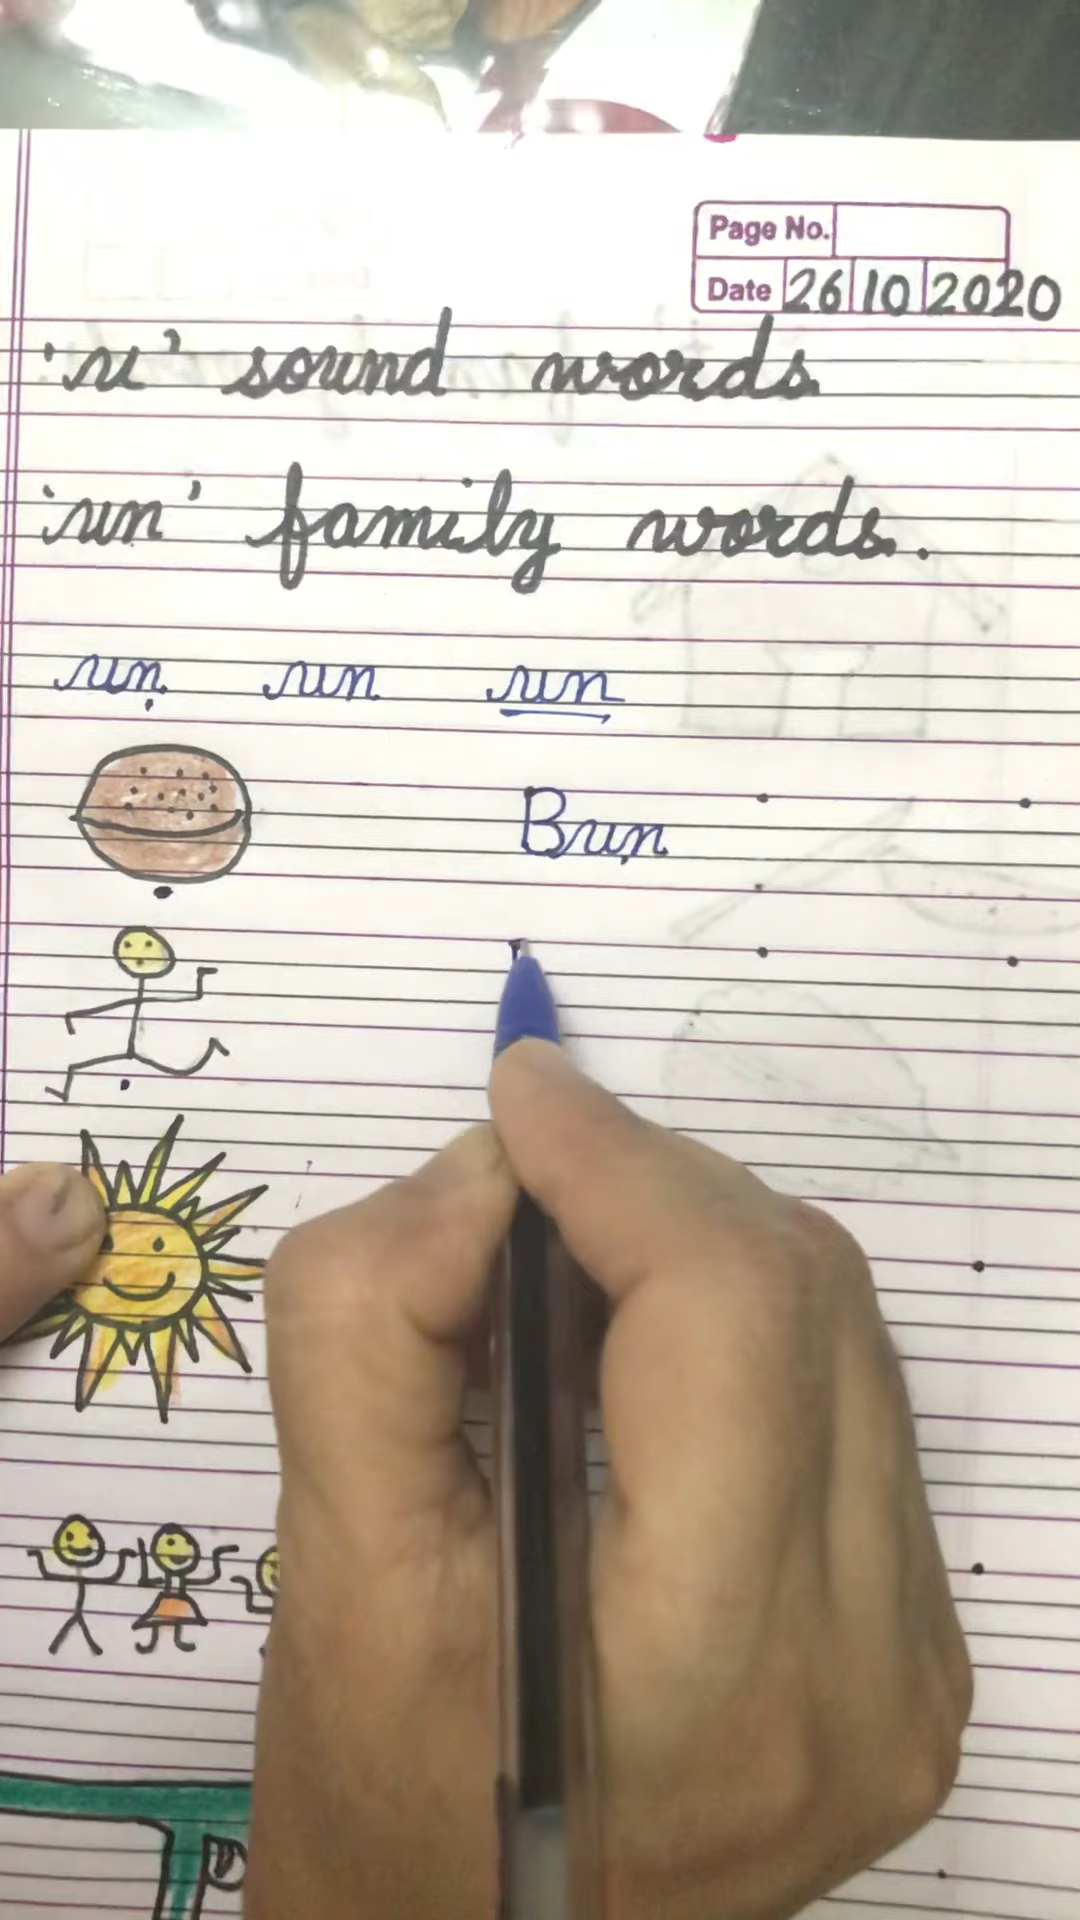 Page No.
Date 26 10 2020
'u' sound words.
'un' family words.
un un un
Bun